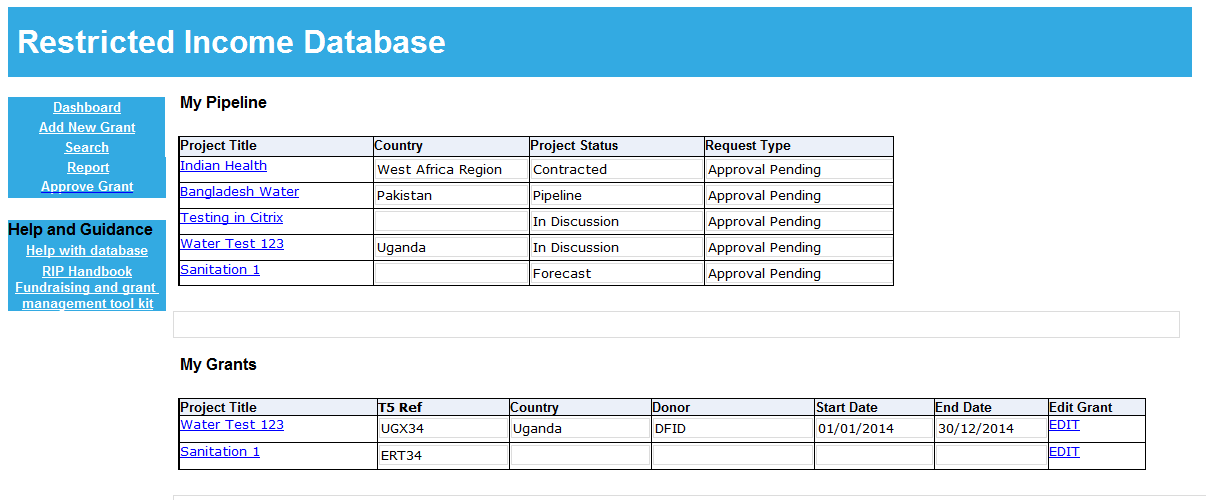 Restricted Income Database
Dashboard
Add New Grant
Search
Report
Approve Grant
Help and Guidance
Help with database
RIP Handbook
Fundraising and grant
management tool kit
My Pipeline
Project Title Country Project Status Request Type
Indian Health West Africa Region Contracted Approval Pending
Bangladesh Water Pakistan Pipeline Approval Pending
Testing in Citrix In Discussion Approval Pending
Water Test 123 Uganda In Discussion Approval Pending
Sanitation 1 Forecast Approval Pending
My Grants
Project Title T5 Ref Country Donor Start Date End Date Edit Grant
Water Test 123 UGX34 Uganda DFID 01/01/2014 30/12/2014 EDIT
Sanitation 1 ERT34 EDIT